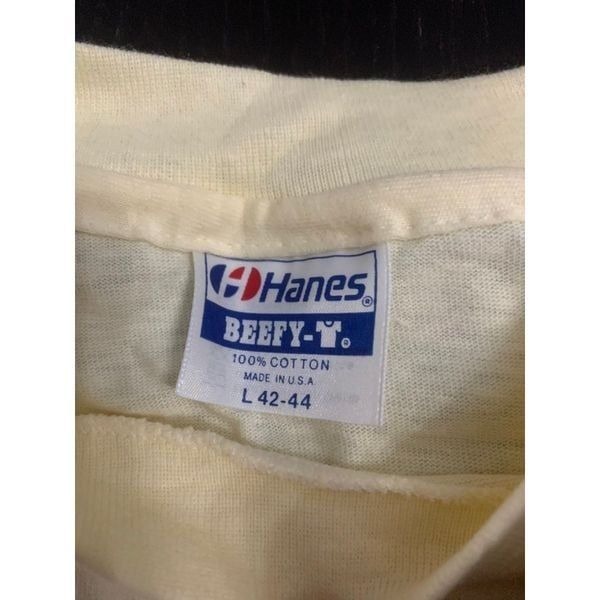 Hanes®
BEEFY-T®
100% COTTON
MADE IN U.S.A
L 42-44